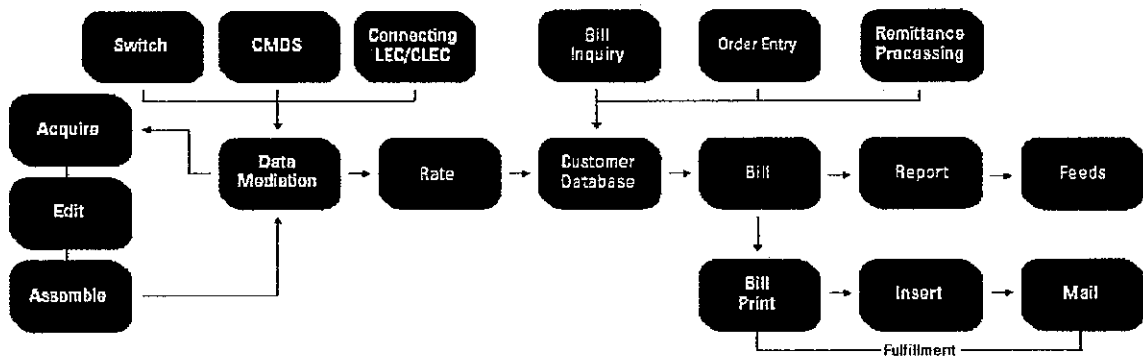 Switch
CMDS
Connecting
LEC/CLEC
Bill
Inquiry
Order Entry
Remittance
Processing
Acquire
Data
Mediation
Rate
Customer
Database
Bill
Report
Feeds
Edit
Assemble
Bill
Print
Insert
Mail
Fulfillment